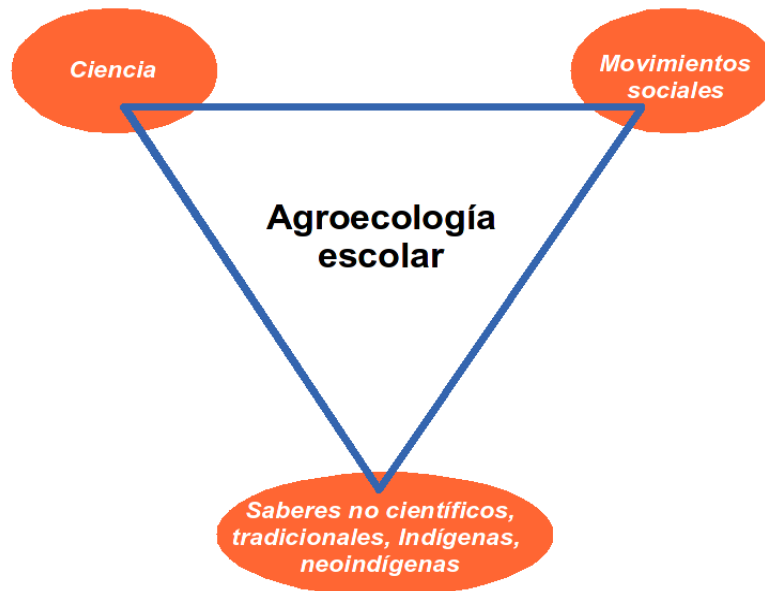 Ciencia
Movimientos
sociales
Agroecología
escolar
Saberes no científicos,
tradicionales, Indígenas,
neoindígenas